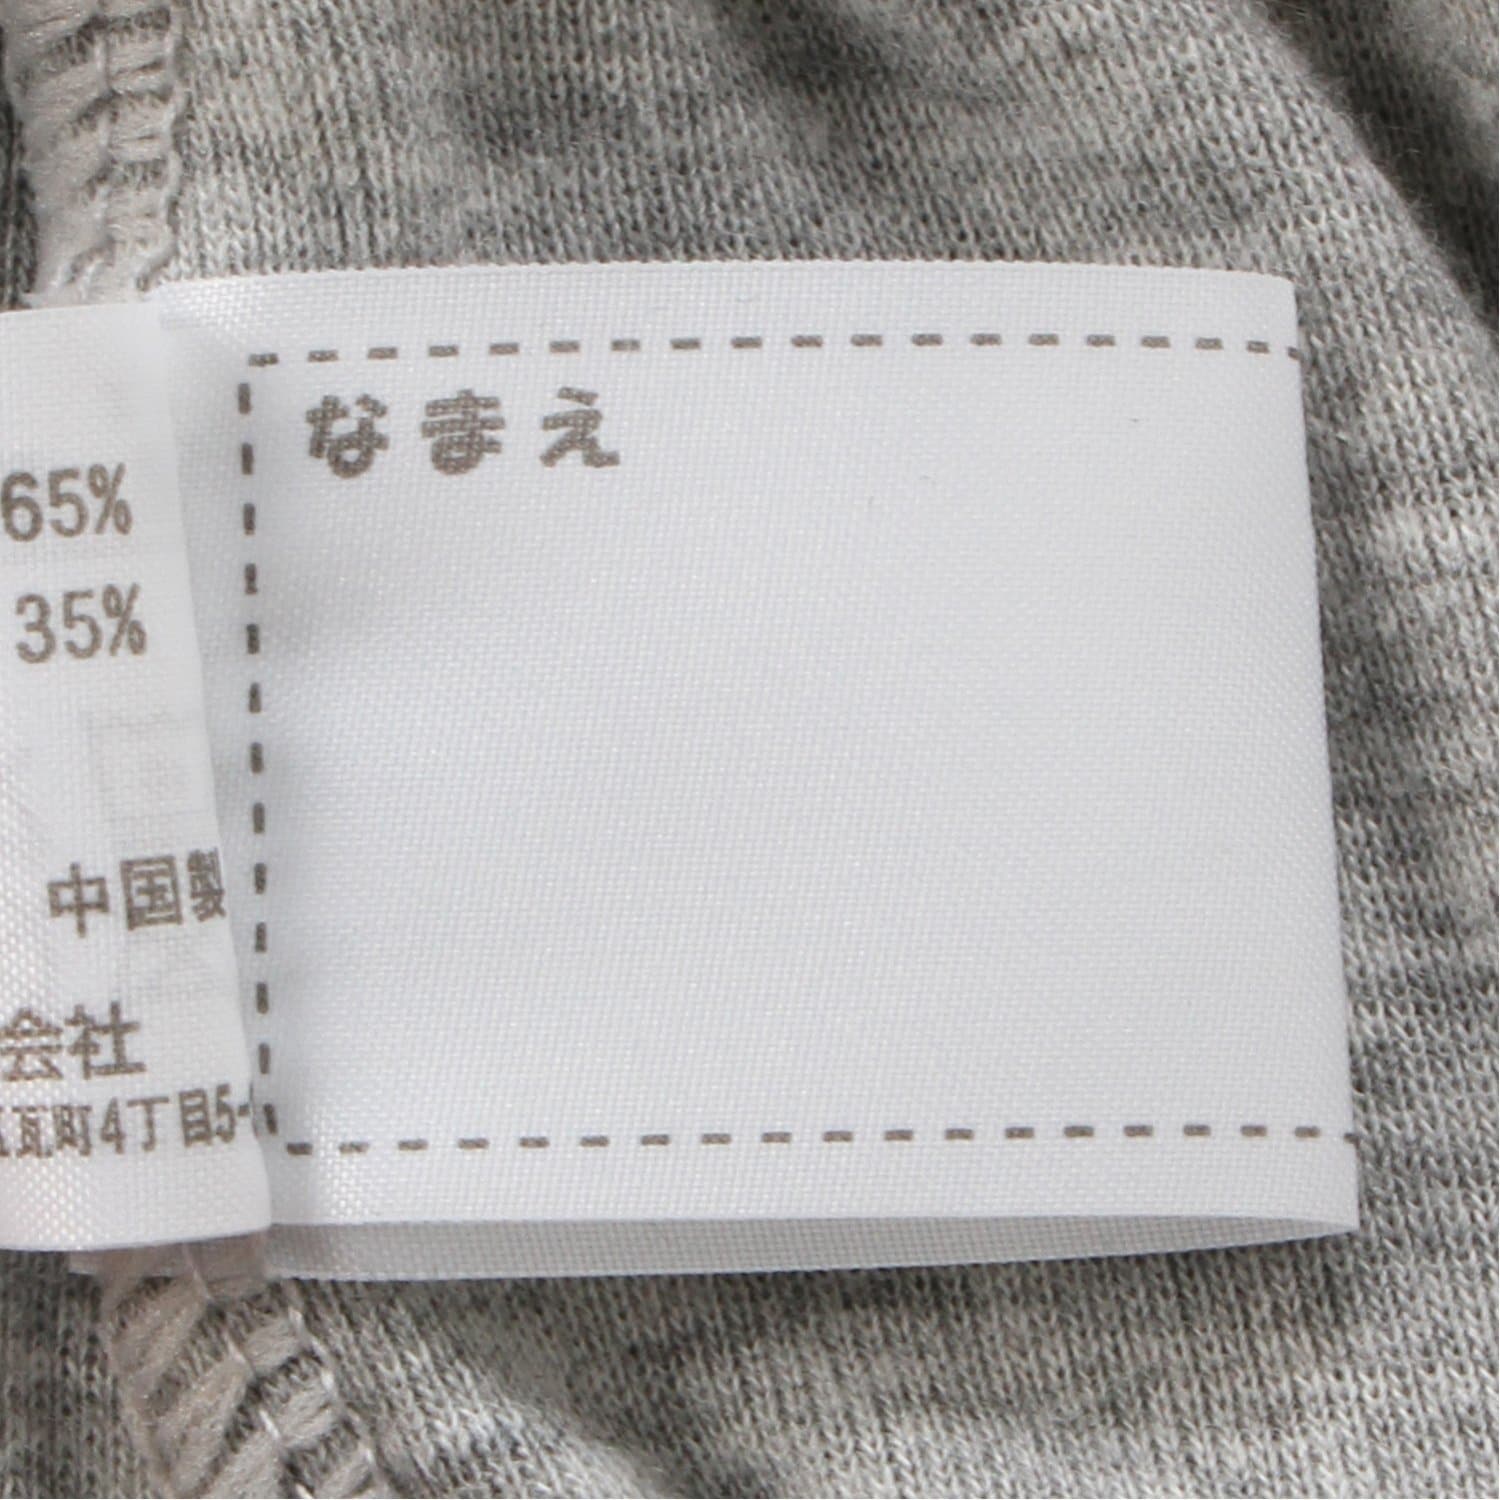 65%
35%
中国製
会社
瓦町4丁目5-
なまえ